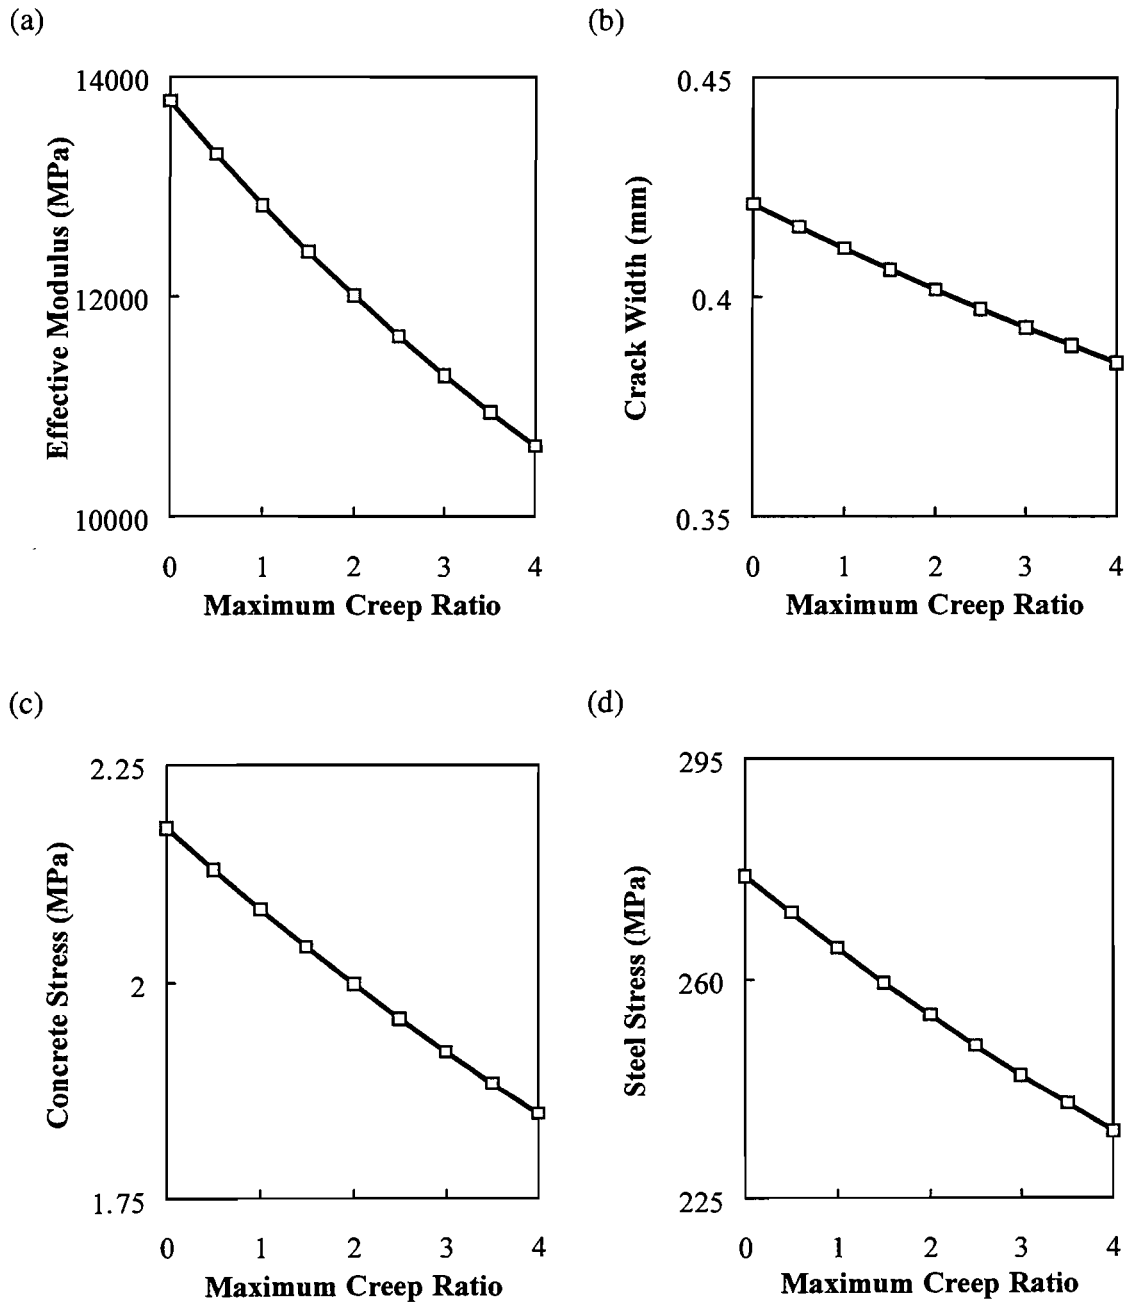 (a)
(b)
14000
12000
10000
Effective Modulus (MPa)
0 1 2 3 4
Maximum Creep Ratio
0.45
0.4
0.35
Crack Width (mm)
0 1 2 3 4
Maximum Creep Ratio
(c)
(d)
2.25
2
1.75
Concrete Stress (MPa)
0 1 2 3 4
Maximum Creep Ratio
295
260
225
Steel Stress (MPa)
0 1 2 3 4
Maximum Creep Ratio